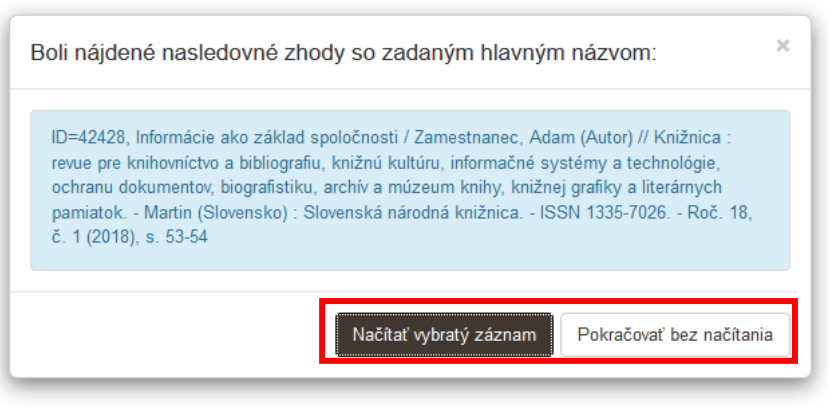 Boli nájdené nasledovné zhody so zadaným hlavným názvom:
×
ID=42428, Informácie ako základ spoločnosti / Zamestnanec, Adam (Autor) // Knižnica :
revue pre knihovníctvo a bibliografiu, knižnú kultúru, informačné systémy a technológie,
ochranu dokumentov, biografistiku, archív a múzeum knihy, knižnej grafiky a literárnych
pamiatok. - Martin (Slovensko) : Slovenská národná knižnica. - ISSN 1335-7026. - Roč. 18,
č. 1 (2018), s. 53-54
Načítať vybratý záznam
Pokračovať bez načítania